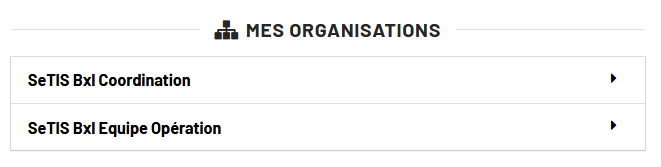 MES ORGANISATIONS
SeTIS Bxl Coordination
SeTIS Bxl Equipe Opération